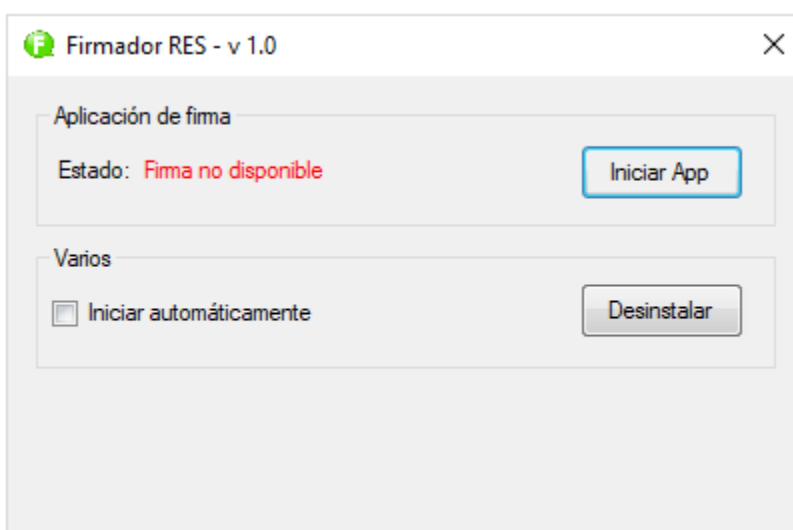 Firmador RES - v 1.0
Aplicación de firma
Estado: Firma no disponible
Iniciar App
Varios
Iniciar automáticamente
Desinstalar